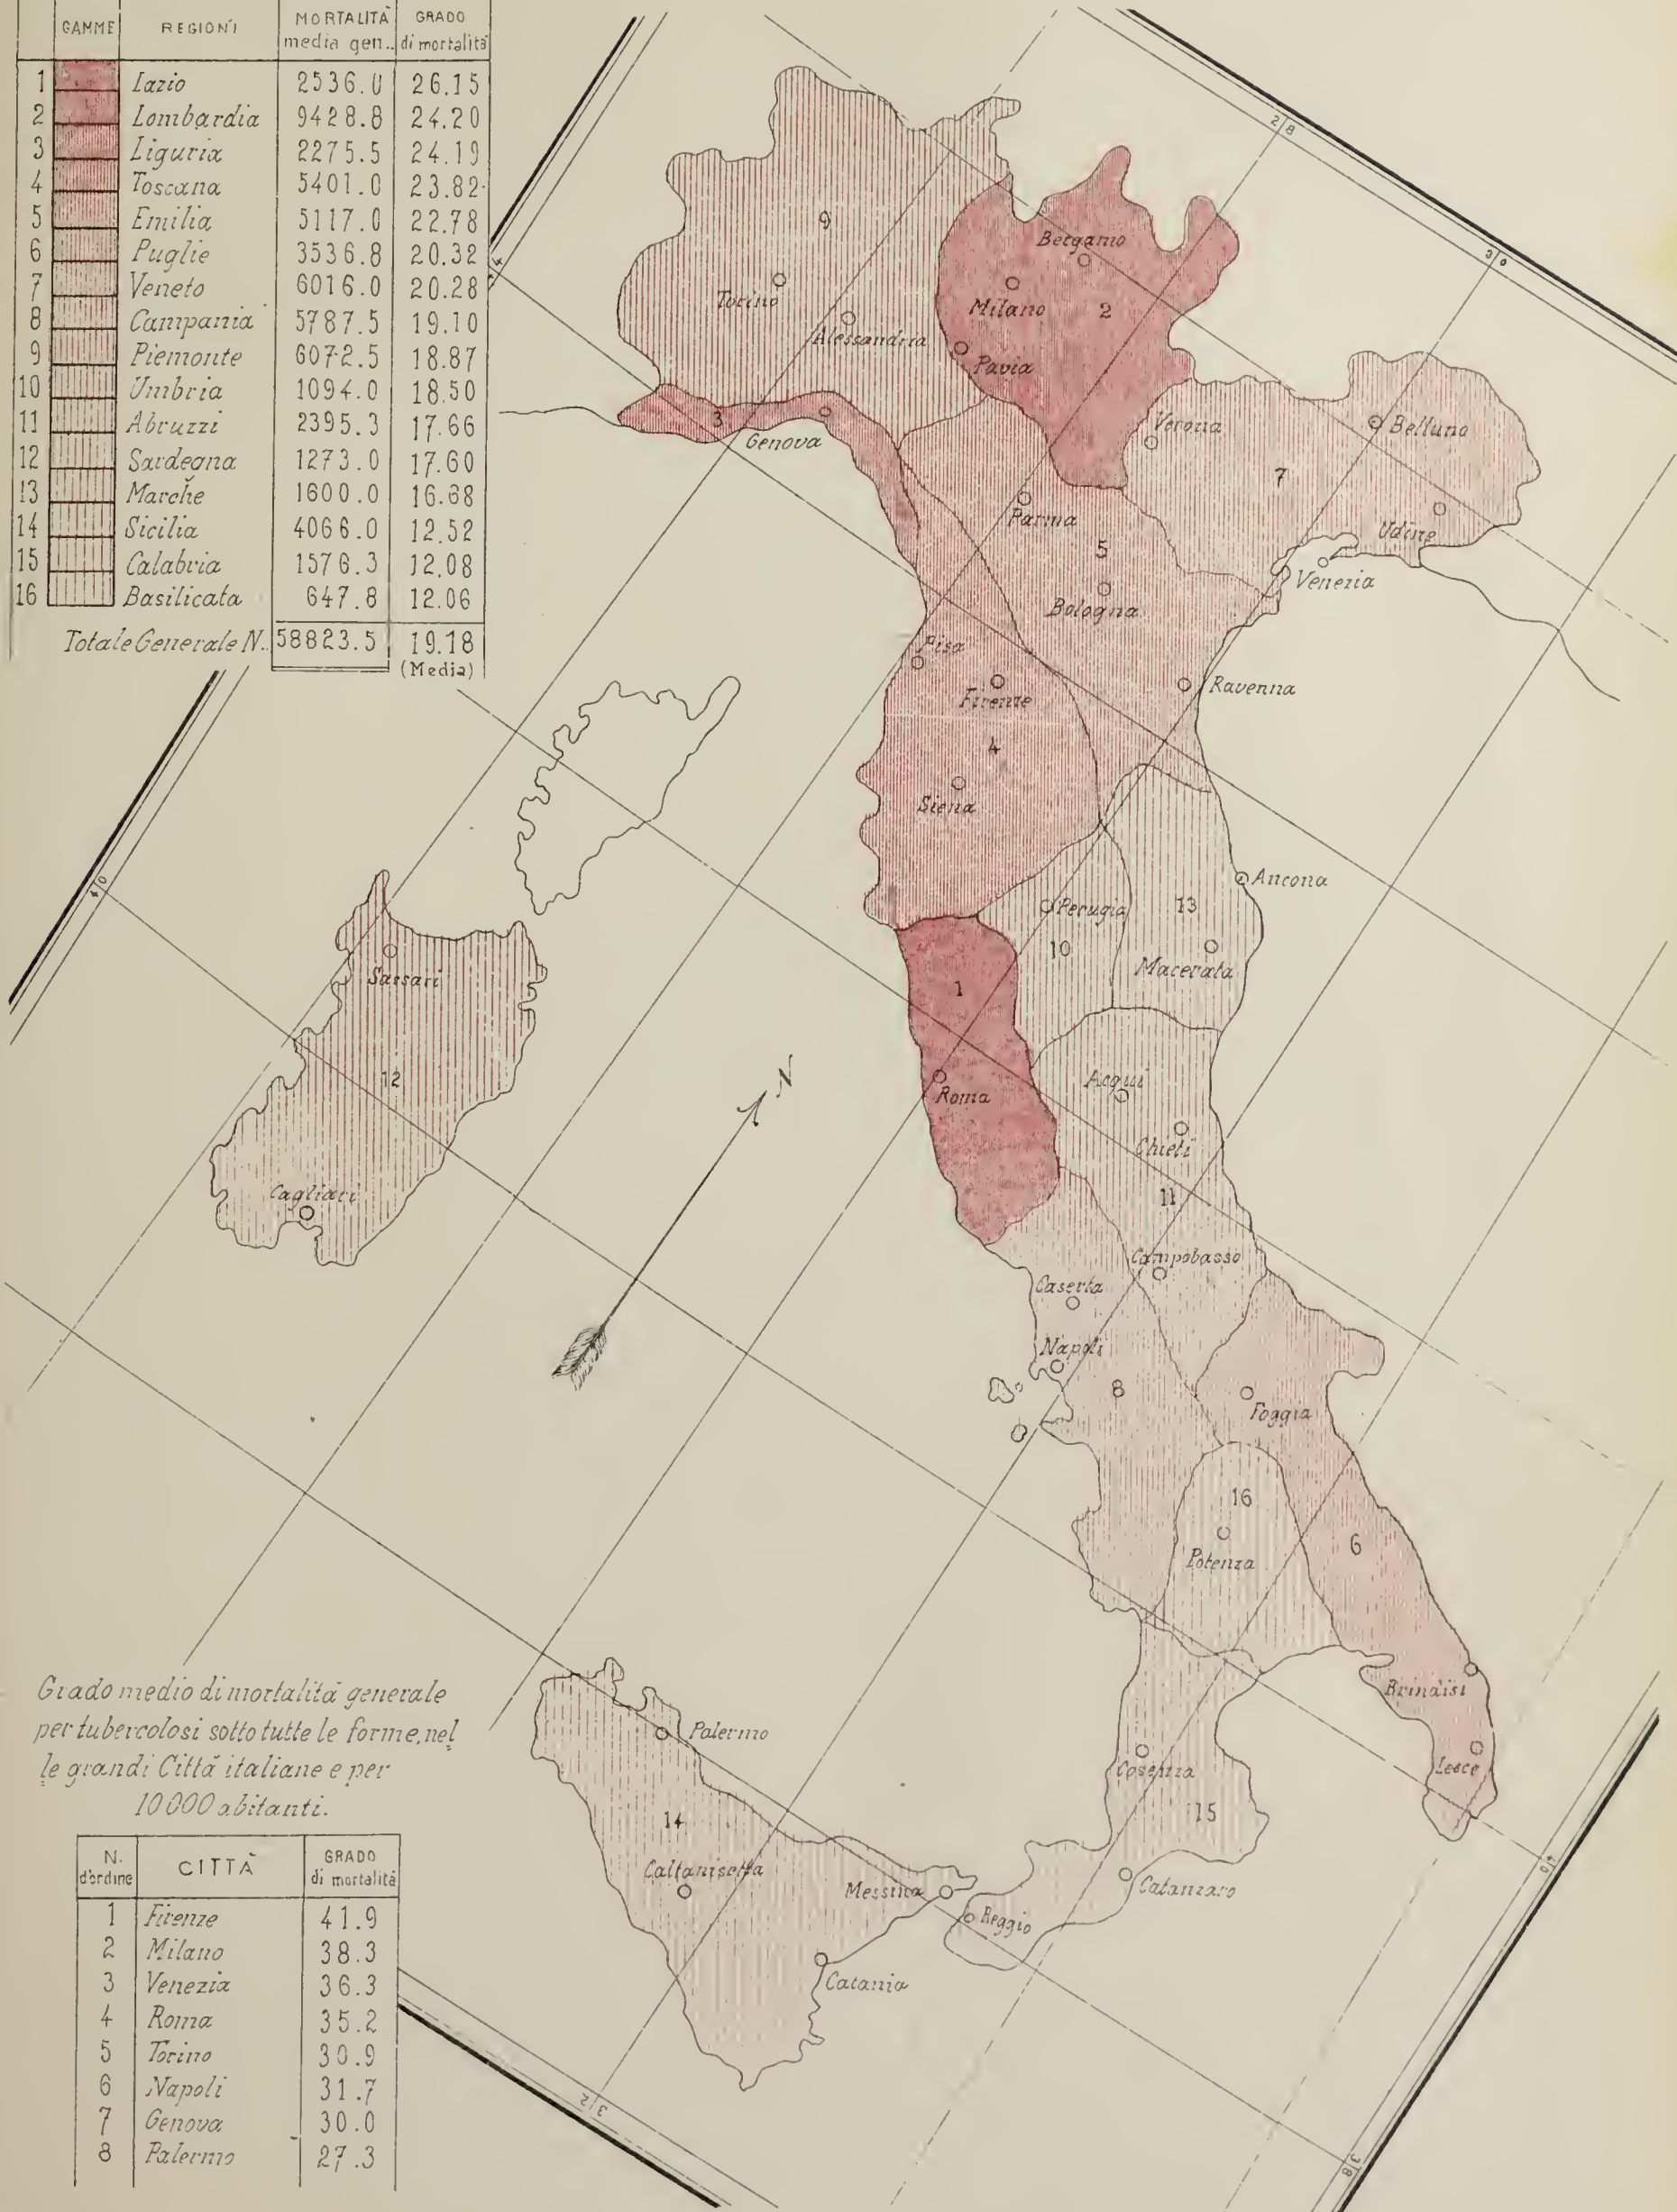 GAMME REGIONI MORTALITÀ media gen.. GRADO di mortalità
1 Lazio 2536.0 26.15
2 Lombardia 9428.8 24.20
3 Liguria 2275.5 24.19
4 Toscana 5401.0 23.82
5 Emilia 5117.0 22.78
6 Puglie 3536.8 20.32
7 Veneto 6016.0 20.28
8 Campania 5787.5 19.10
9 Piemonte 6072.5 18.87
10 Umbria 1094.0 18.50
11 Abruzzi 2395.3 17.66
12 Sardegna 1273.0 17.60
13 Marche 1600.0 16.68
14 Sicilia 4066.0 12.52
15 Calabria 1576.3 12.08
16 Basilicata 647.8 12.06
Totale Generale N.. 58823.5 19.18
(Media)
28
30
9
Bergamo
Torino
Milano
2
Alessandria
Pavia
3
Genova
Verona
Belluno
7
Parma
Udine
5
Venezia
Bologna
Pisa
Firenze
Ravenna
4
Siena
40
Ancona
Perugia
13
10
Macerata
Sassari
1
12
N
Roma
Acqui
Chieti
Cagliari
11
Campobasso
Caserta
Napoli
8
Foggia
16
6
Potenza
Brindisi
Palermo
Cosenza
Lecce
15
14
Caltanisetta
Messina
Catanzaro
Reggio
Catania
40
32
38
Grado medio di mortalità generale
per tubercolosi sotto tutte le forme, nel
le grandi Città italiane e per
10000 abitanti.
N. d'ordine CITTÀ GRADO di mortalità
1 Firenze 41.9
2 Milano 38.3
3 Venezia 36.3
4 Roma 35.2
5 Torino 30.9
6 Napoli 31.7
7 Genova 30.0
8 Palermo 27.3